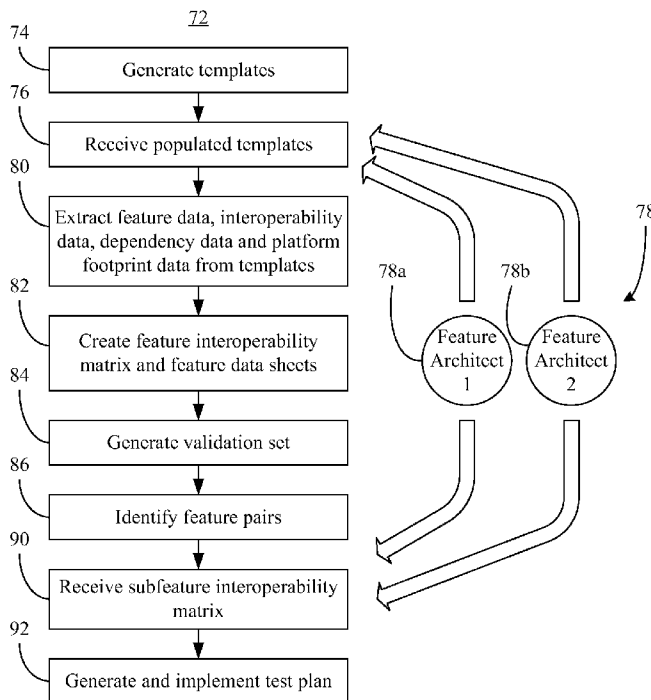 72
74
Generate templates
76
Receive populated templates
80
Extract feature data, interoperability
data, dependency data and platform
footprint data from templates
82
Create feature interoperability
matrix and feature data sheets
84
Generate validation set
86
Identify feature pairs
90
Receive subfeature interoperability
matrix
92
Generate and implement test plan
78
78a
78b
Feature
Architect
1
Feature
Architect
2